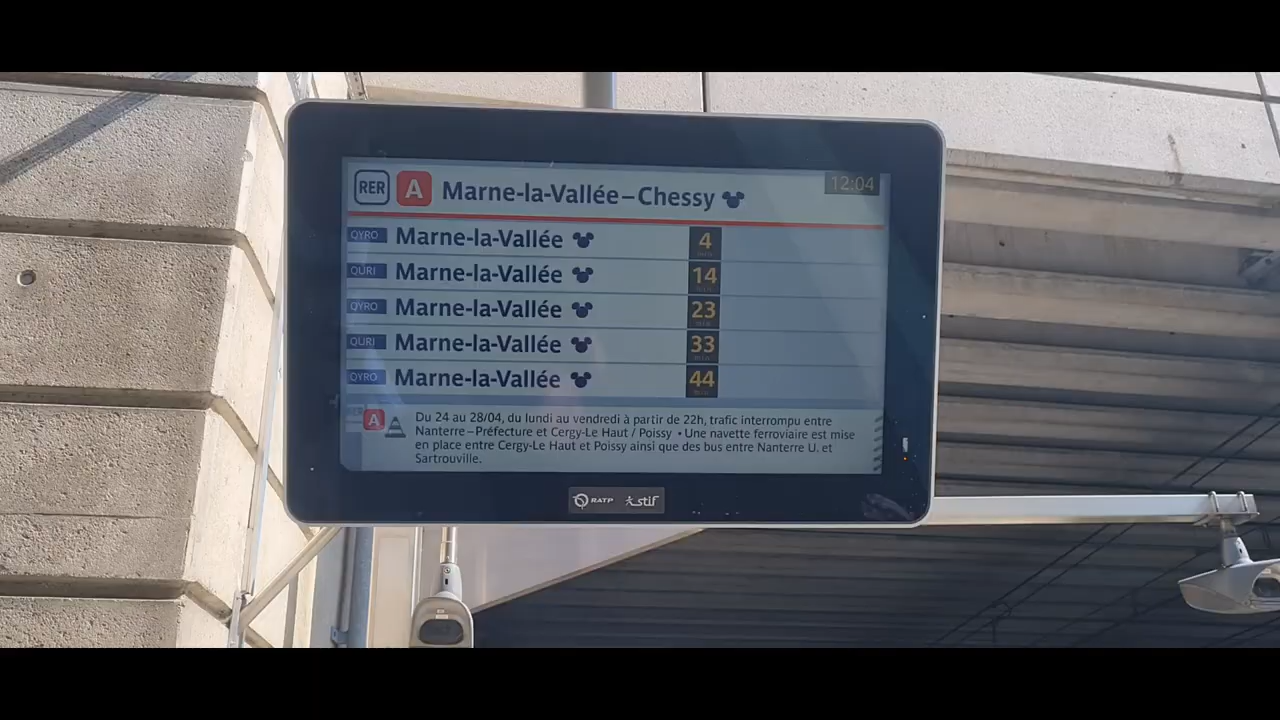 RER A Marne-la-Vallée–Chessy 12:04
QYRO Marne-la-Vallée 4
QURI Marne-la-Vallée 14
QYRO Marne-la-Vallée 23
QURI Marne-la-Vallée 33
QYRO Marne-la-Vallée 44
RER A Du 24 au 28/04, du lundi au vendredi à partir de 22h, trafic interrompu entre
Nanterre–Préfecture et Cergy-Le Haut / Poissy • Une navette ferroviaire est mise
en place entre Cergy-Le Haut et Poissy ainsi que des bus entre Nanterre U. et
Sartrouville.
RATP stif